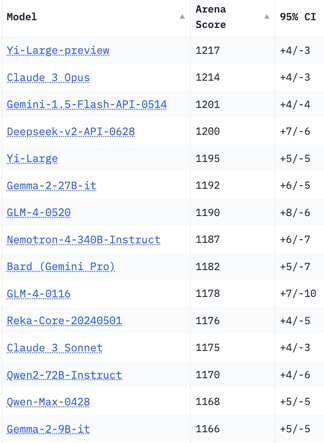 Model ▲ Arena Score ▲ 95% CI
Yi-Large-preview 1217 +4/-3
Claude 3 Opus 1214 +4/-3
Gemini-1.5-Flash-API-0514 1201 +4/-4
Deepseek-v2-API-0628 1200 +7/-6
Yi-Large 1195 +5/-5
Gemma-2-27B-it 1192 +6/-5
GLM-4-0520 1190 +8/-6
Nemotron-4-340B-Instruct 1187 +6/-7
Bard (Gemini Pro) 1182 +5/-7
GLM-4-0116 1178 +7/-10
Reka-Core-20240501 1176 +4/-5
Claude 3 Sonnet 1175 +4/-3
Qwen2-72B-Instruct 1170 +4/-6
Qwen-Max-0428 1168 +5/-5
Gemma-2-9B-it 1166 +5/-5